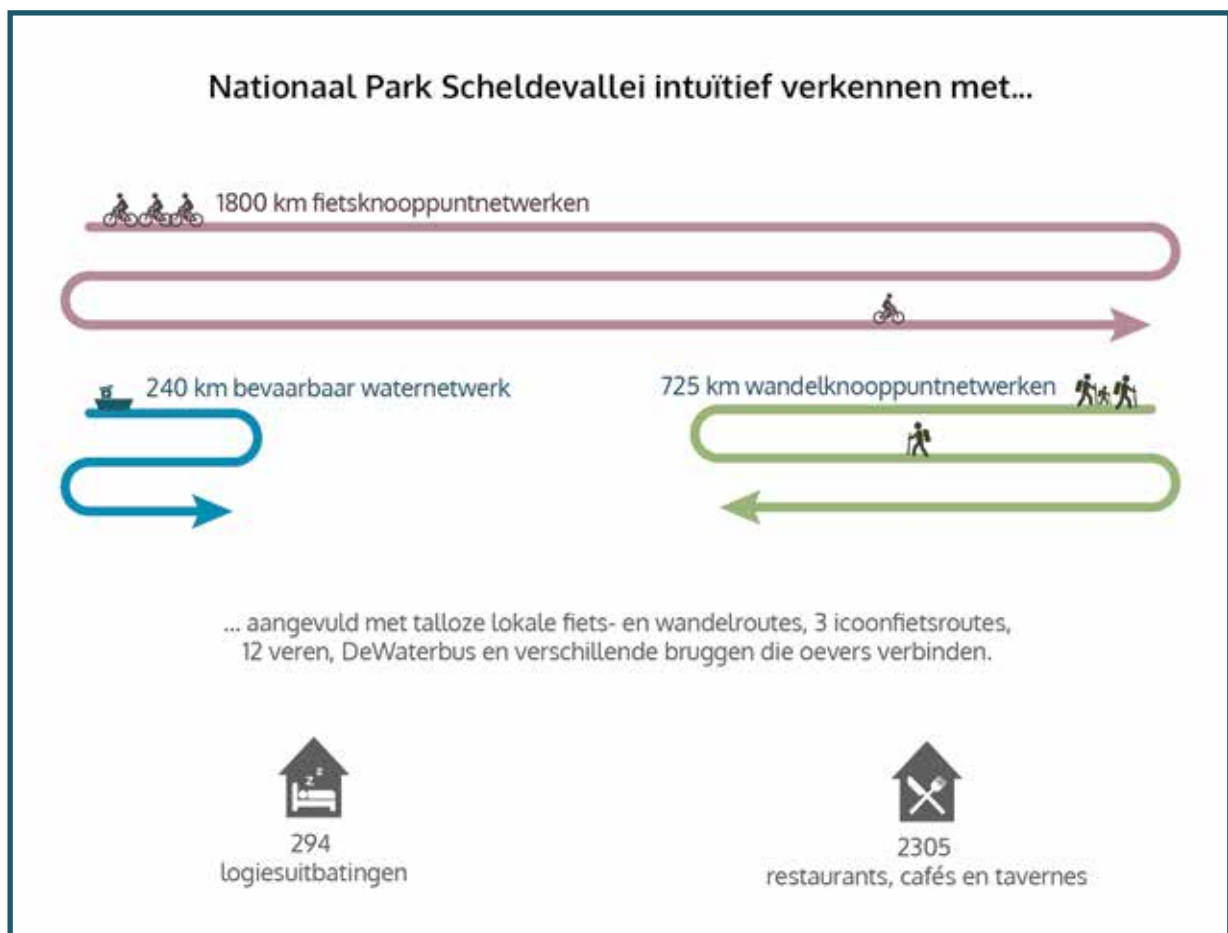 Nationaal Park Scheldevallei intuïtief verkennen met...
1800 km fietsknooppuntnetwerken
240 km bevaarbaar waternetwerk
725 km wandelknooppuntnetwerken
... aangevuld met talloze lokale fiets- en wandelroutes, 3 icoonfietsroutes,
12 veren, DeWaterbus en verschillende bruggen die oevers verbinden.
z z
294
logiesuitbatingen
2305
restaurants, cafés en tavernes